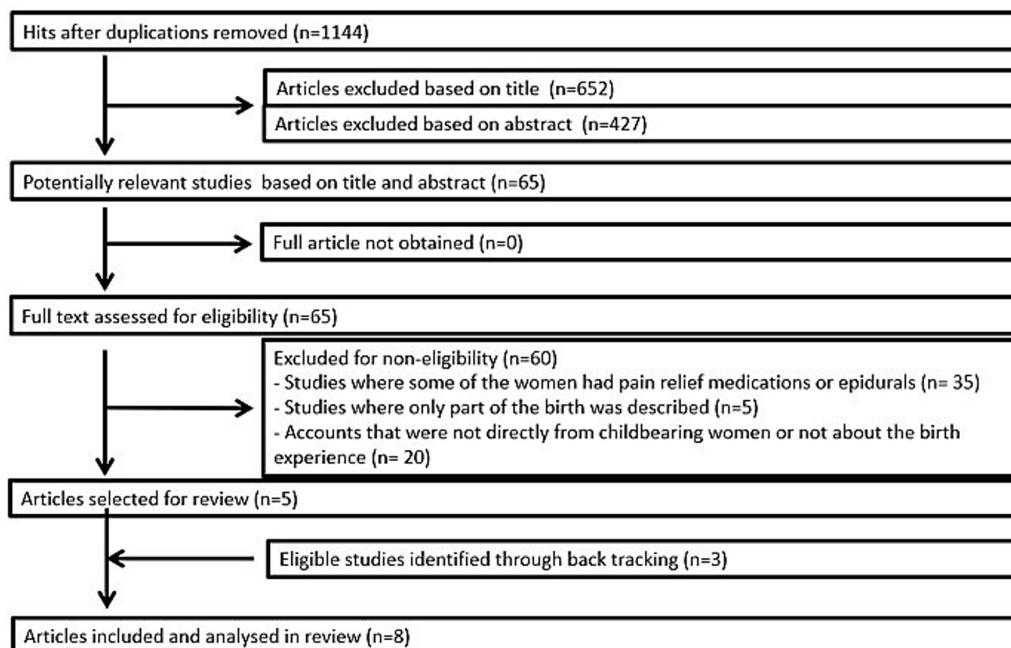 Hits after duplications removed (n=1144)
Articles excluded based on title (n=652)
Articles excluded based on abstract (n=427)
Potentially relevant studies based on title and abstract (n=65)
Full article not obtained (n=0)
Full text assessed for eligibility (n=65)
Excluded for non-eligibility (n=60)
- Studies where some of the women had pain relief medications or epidurals (n= 35)
- Studies where only part of the birth was described (n=5)
- Accounts that were not directly from childbearing women or not about the birth
experience (n= 20)
Articles selected for review (n=5)
Eligible studies identified through back tracking (n=3)
Articles included and analysed in review (n=8)